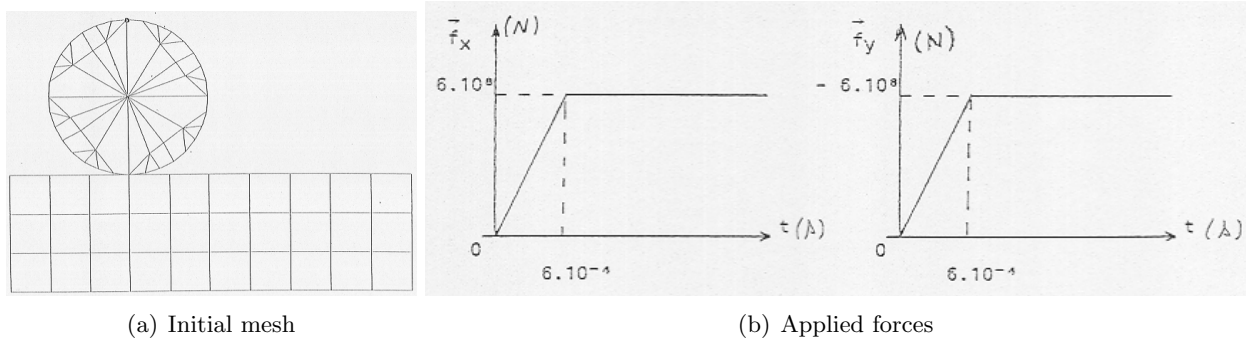 f⃗x (N)
6.10⁸
0
6.10⁻⁴
t(s)
f⃗y (N)
- 6.10⁸
0
6.10⁻⁴
t (s)
(a) Initial mesh
(b) Applied forces